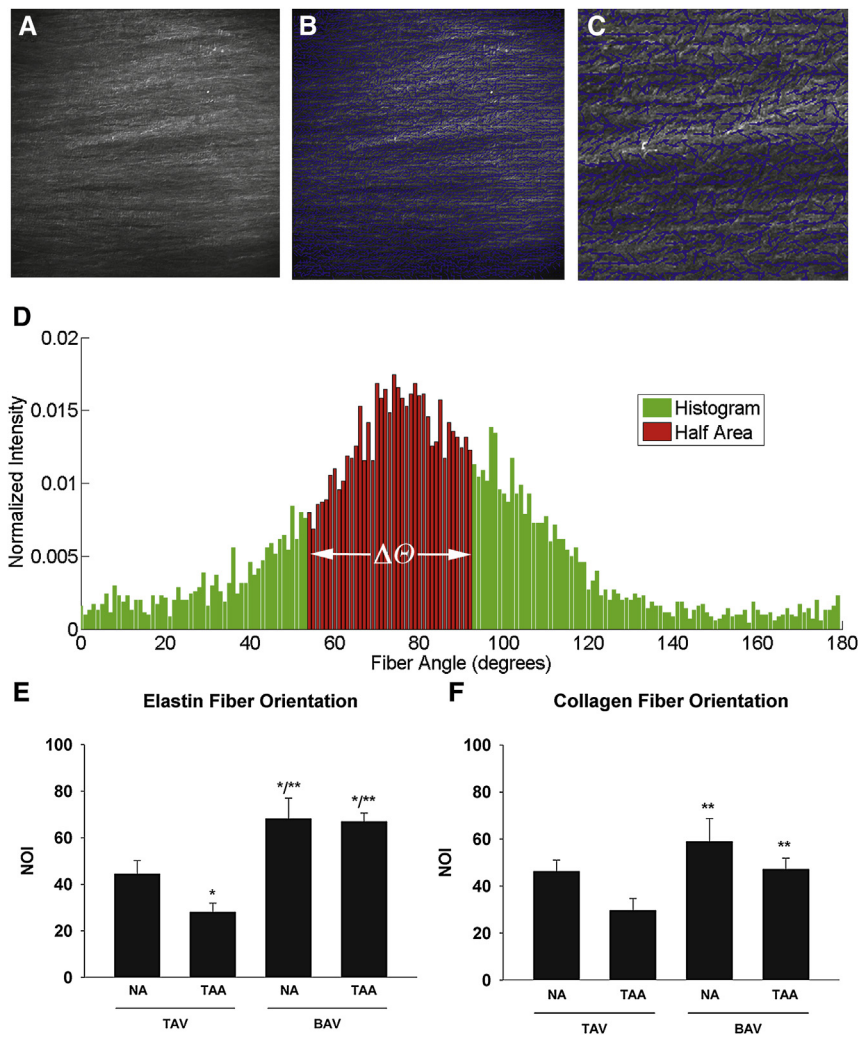 A
B
C
D
0.02
0.015
0.01
0.005
0
Normalized Intensity
Histogram
Half Area
ΔΘ
0 20 40 60 80 100 120 140 160 180
Fiber Angle (degrees)
E
Elastin Fiber Orientation
100
80
60
40
20
0
NOI
*
*/**
*/**
NA TAA NA TAA
TAV BAV
F
Collagen Fiber Orientation
100
80
60
40
20
0
NOI
**
**
NA TAA NA TAA
TAV BAV